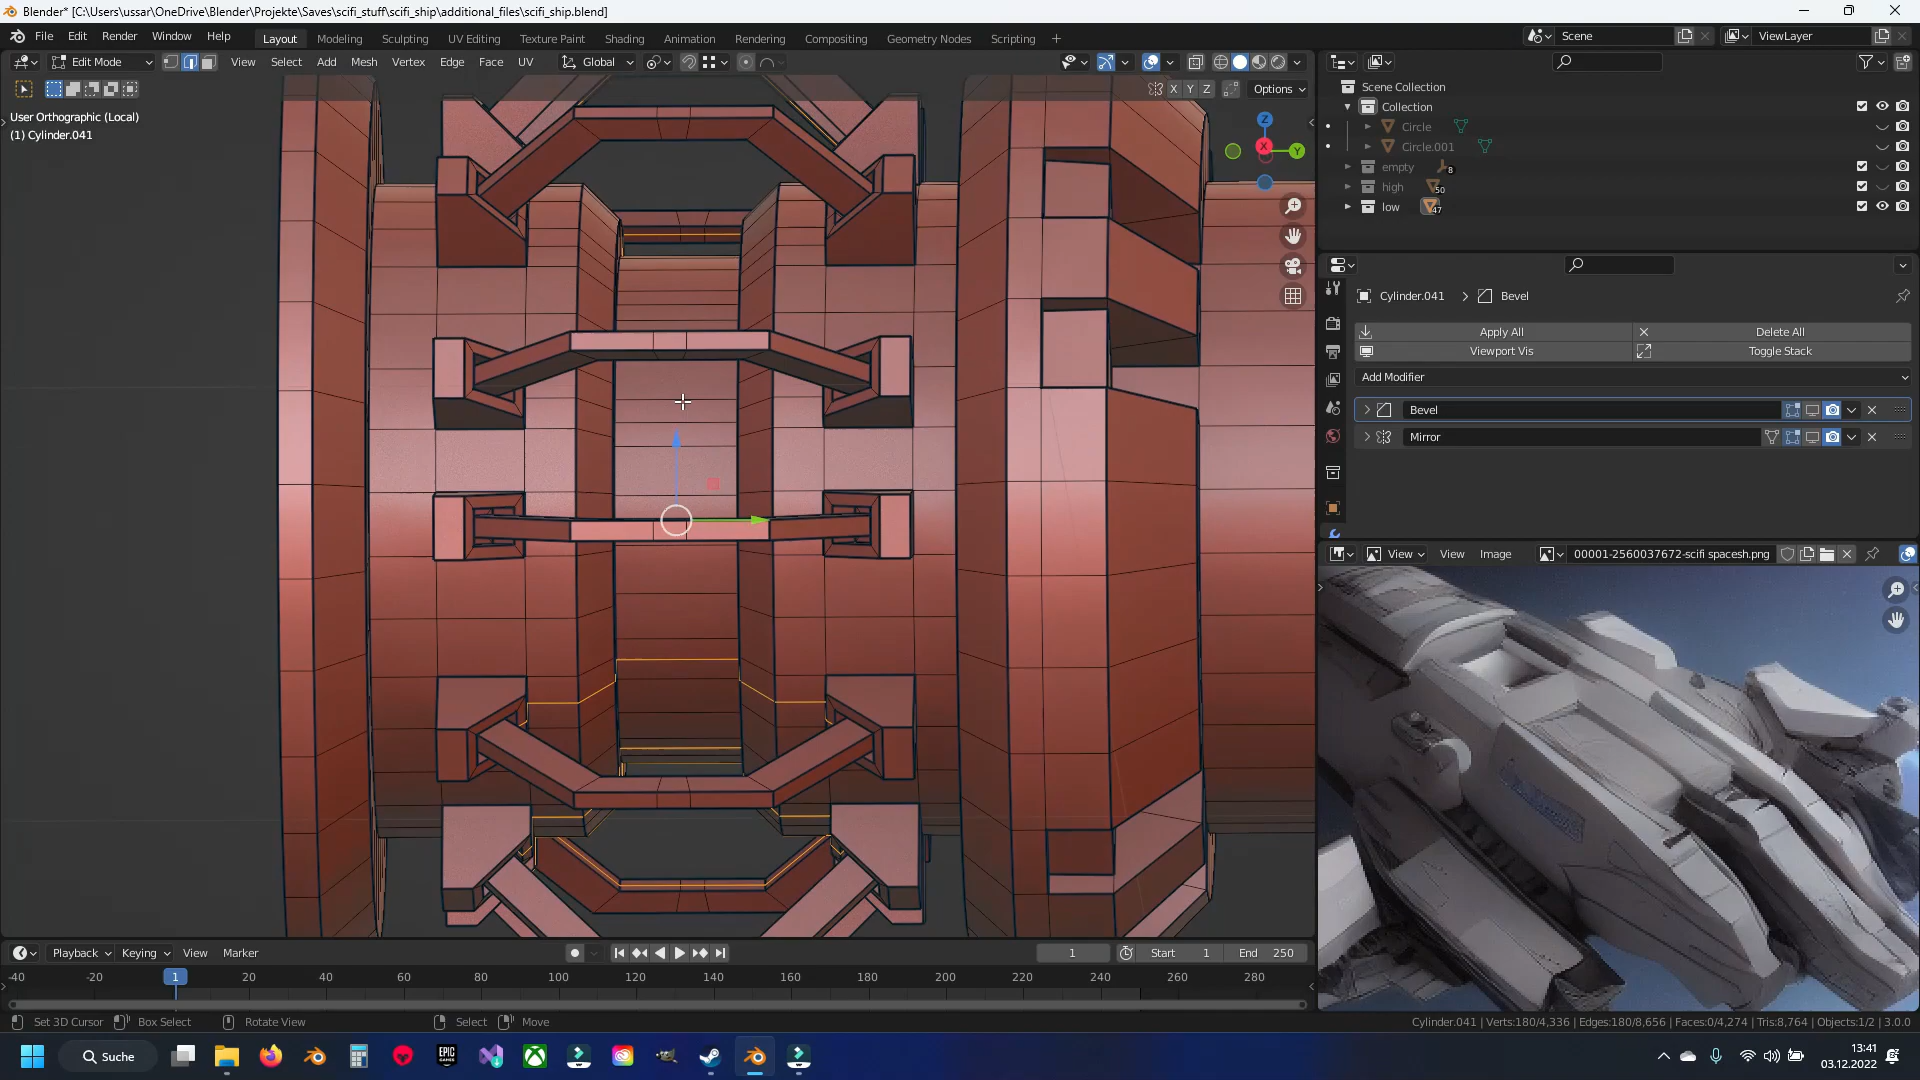 Blender* [C:\Users\ussar\OneDrive\Blender\Projekte\Saves\scifi_stuff\scifi_ship\additional_files\scifi_ship.blend]
File Edit Render Window Help Layout Modeling Sculpting UV Editing Texture Paint Shading Animation Rendering Compositing Geometry Nodes Scripting + Scene ViewLayer
Edit Mode View Select Add Mesh Vertex Edge Face UV Global
X Y Z Options
User Orthographic (Local)
(1) Cylinder.041
Z
X
Y
Scene Collection
Collection
Circle
Circle.001
empty 8
high 50
low 47
Cylinder.041 > Bevel
Apply All Delete All
Viewport Vis Toggle Stack
Add Modifier
Bevel
Mirror
View View Image 00001-2560037672-scifi spacesh.png
Playback Keying View Marker 1 Start 1 End 250
-40 -20 1 20 40 60 80 100 120 140 160 180 200 220 240 260 280
Set 3D Cursor Box Select Rotate View Select Move Cylinder.041 | Verts:180/4,336 | Edges:180/8,656 | Faces:0/4,274 | Tris:8,764 | Objects:1/2 | 3.0.0
Suche EPIC GAMES 13:41
03.12.2022